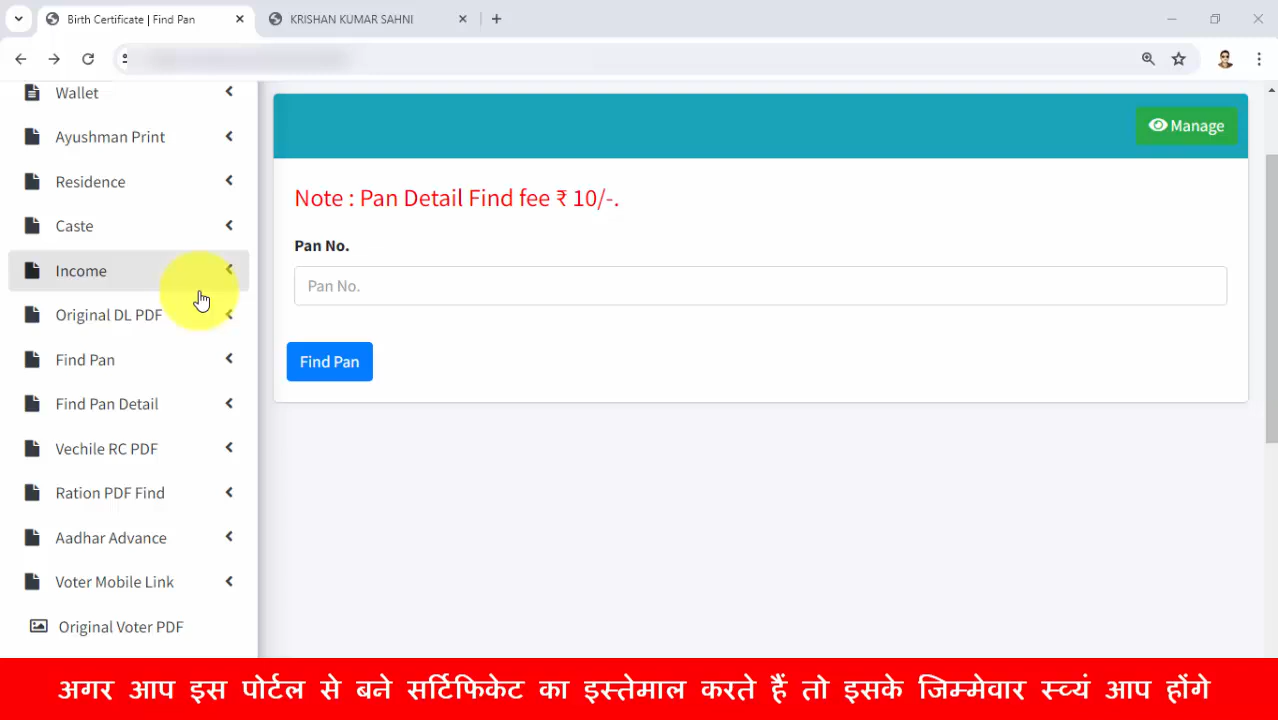 Birth Certificate | Find Pan
KRISHAN KUMAR SAHNI
Wallet
Ayushman Print
Residence
Caste
Income
Original DL PDF
Find Pan
Find Pan Detail
Vechile RC PDF
Ration PDF Find
Aadhar Advance
Voter Mobile Link
Original Voter PDF
Manage
Note : Pan Detail Find fee ₹ 10/-.
Pan No.
Pan No.
Find Pan
अगर आप इस पोर्टल से बने सर्टिफिकेट का इस्तेमाल करते हैं तो इसके जिम्मेवार स्व्यं आप होंगे